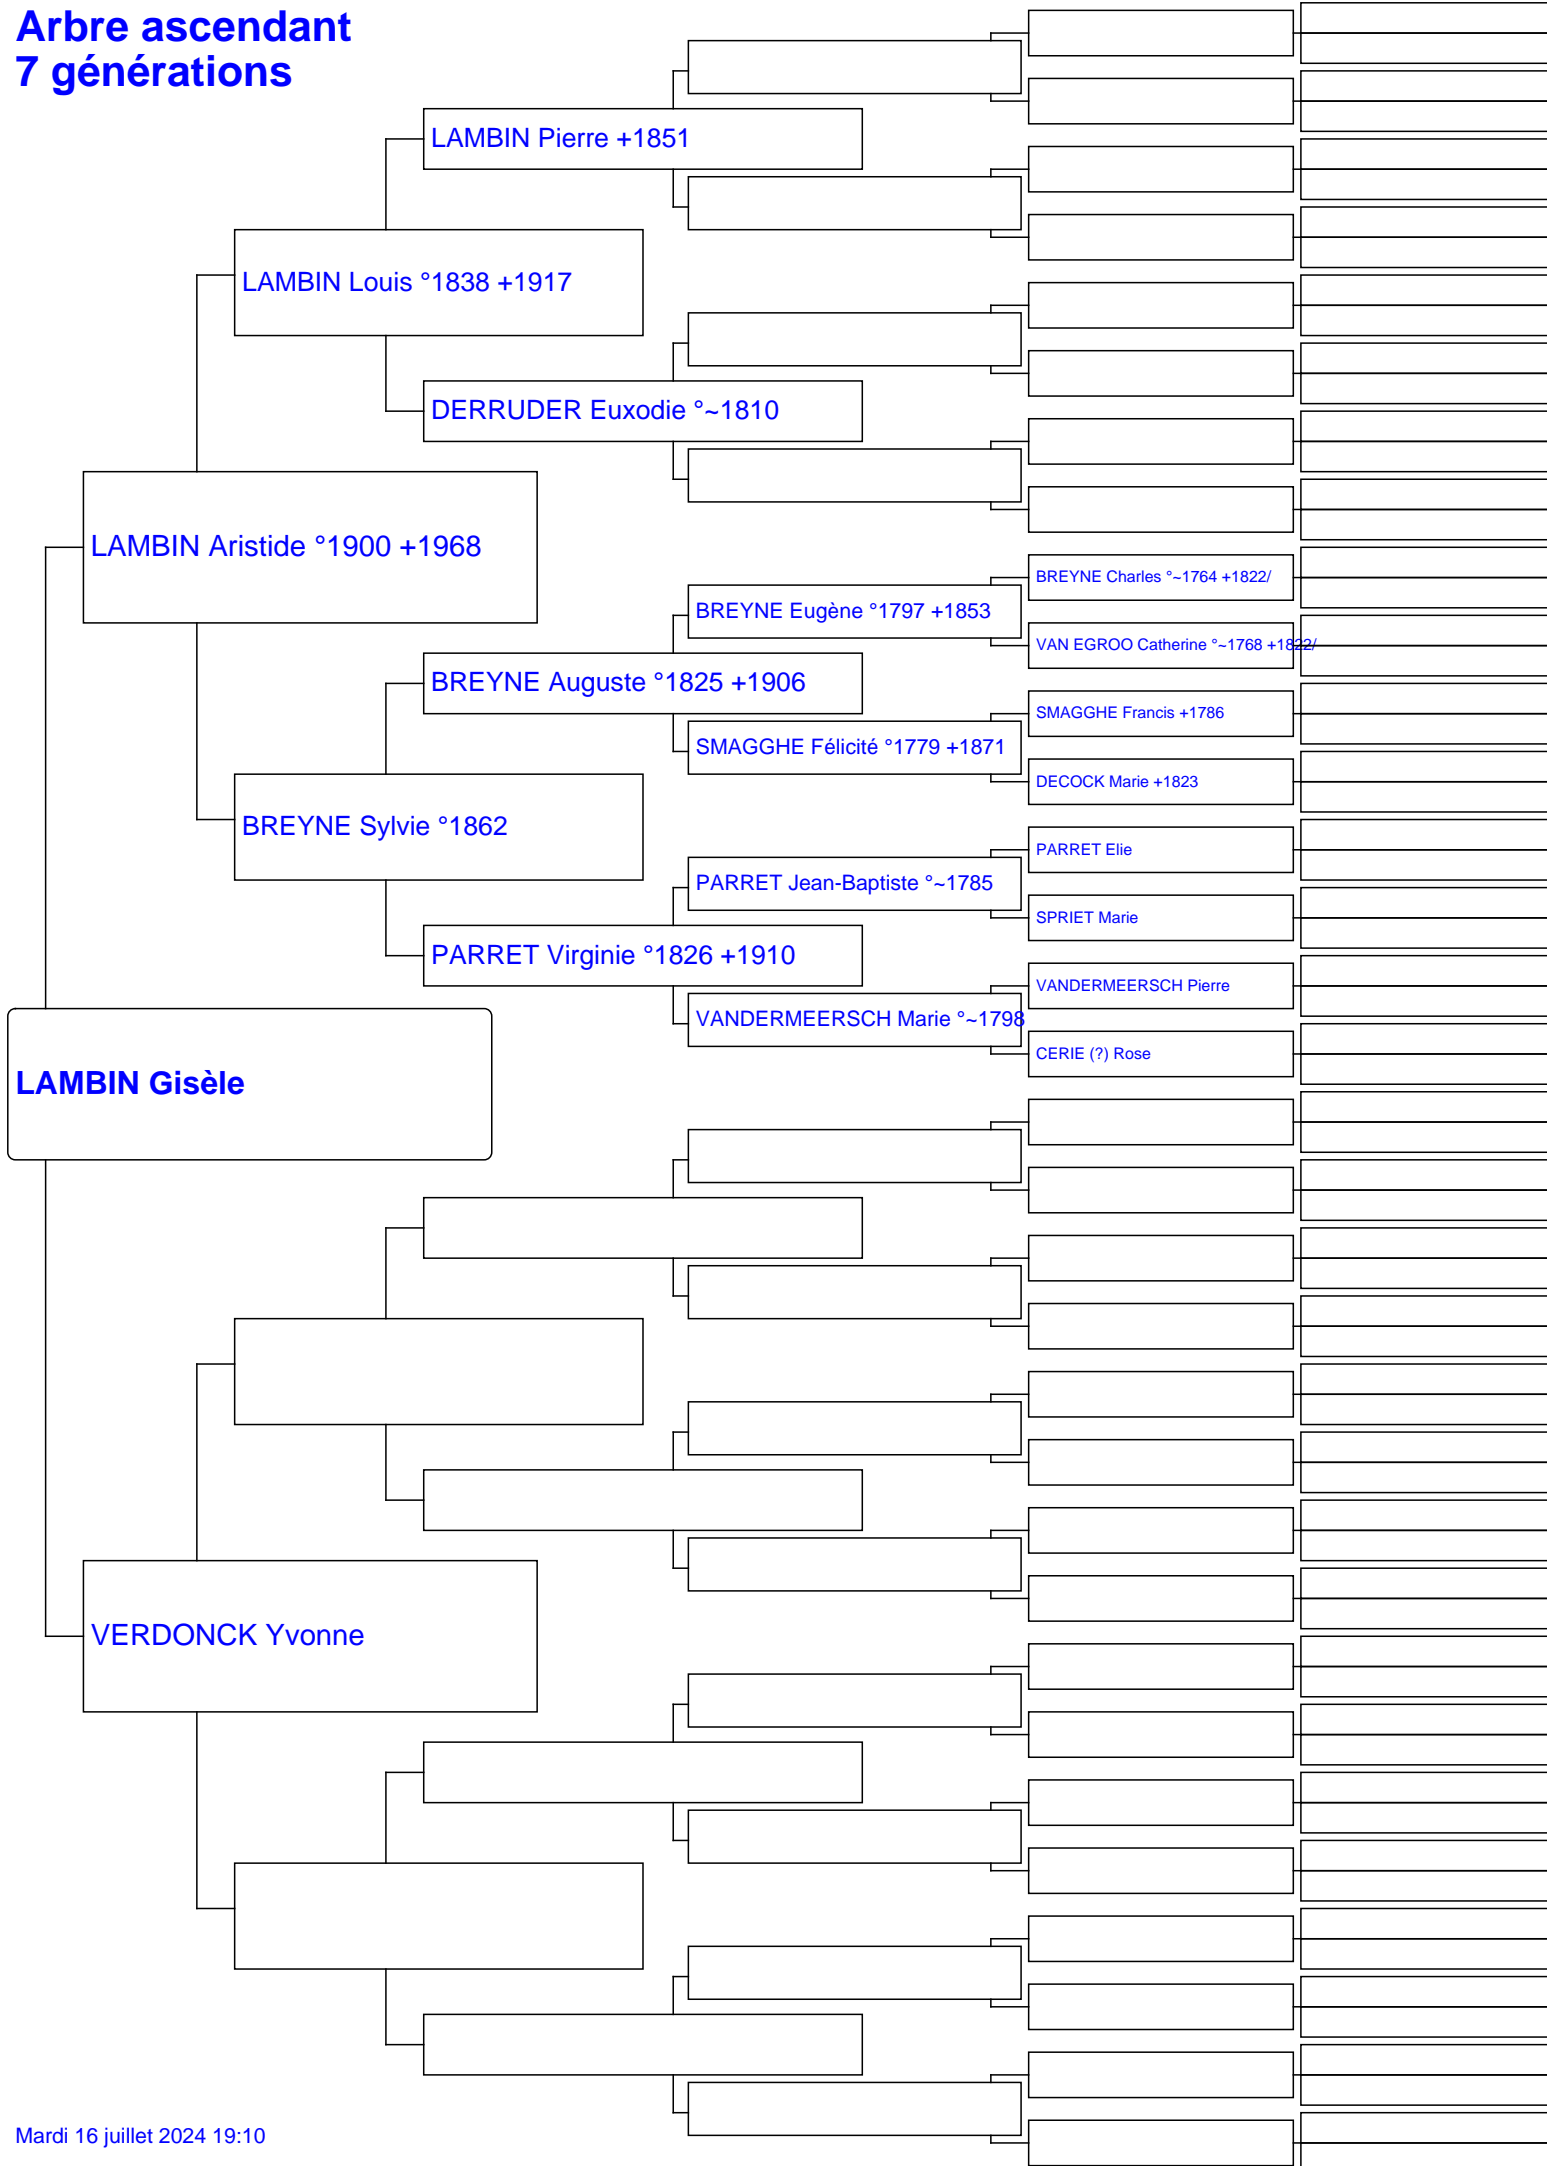 Arbre ascendant
7 générations
LAMBIN Pierre +1851
LAMBIN Louis °1838 +1917
DERRUDER Euxodie °~1810
LAMBIN Aristide °1900 +1968
BREYNE Charles °~1764 +1822/
BREYNE Eugène °1797 +1853
VAN EGROO Catherine °~1768 +1822/
BREYNE Auguste °1825 +1906
SMAGGHE Francis +1786
SMAGGHE Félicité °1779 +1871
DECOCK Marie +1823
BREYNE Sylvie °1862
PARRET Elie
PARRET Jean-Baptiste °~1785
SPRIET Marie
PARRET Virginie °1826 +1910
VANDERMEERSCH Pierre
VANDERMEERSCH Marie °~1798
CERIE (?) Rose
LAMBIN Gisèle
VERDONCK Yvonne
Mardi 16 juillet 2024 19:10